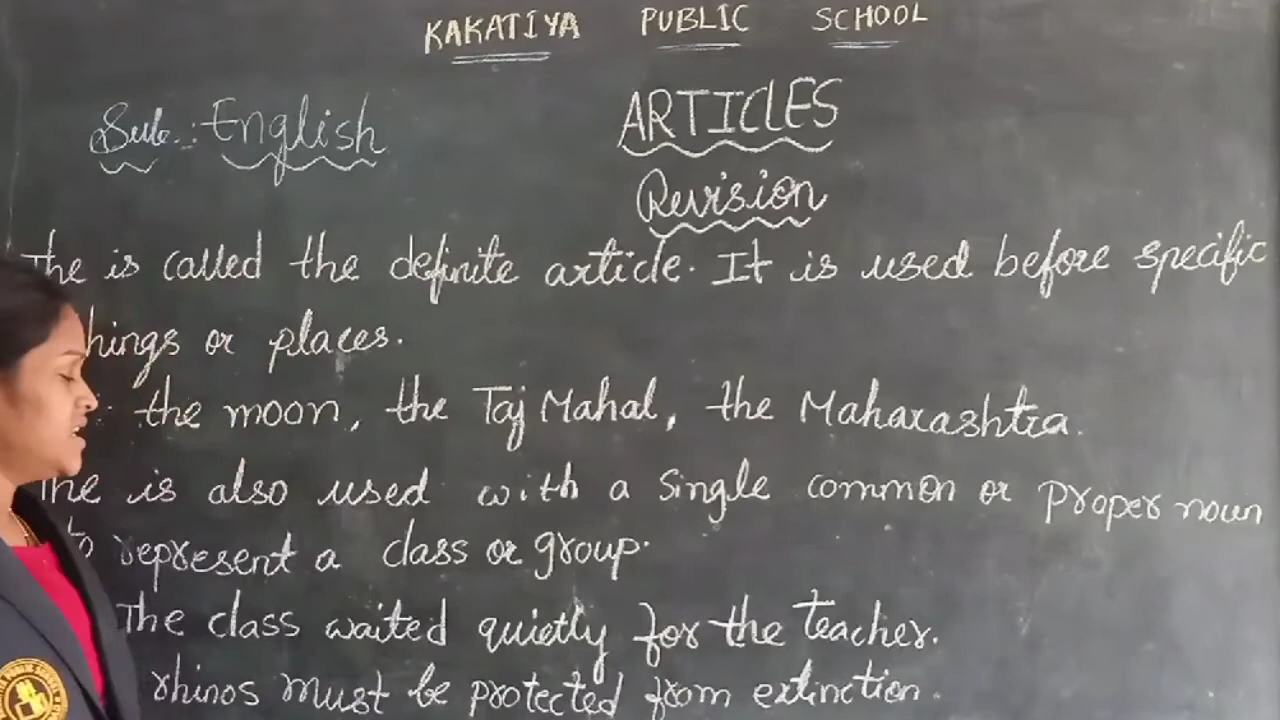 KAKATIYA PUBLIC SCHOOL
Sub.: English
ARTICLES
Revision
The is called the definite article. It is used before specific
things or places.
the moon, the Taj Mahal, the Maharashtra.
The is also used with a single common or proper noun
to represent a class or group.
The class waited quietly for the teacher.
rhinos must be protected from extinction.